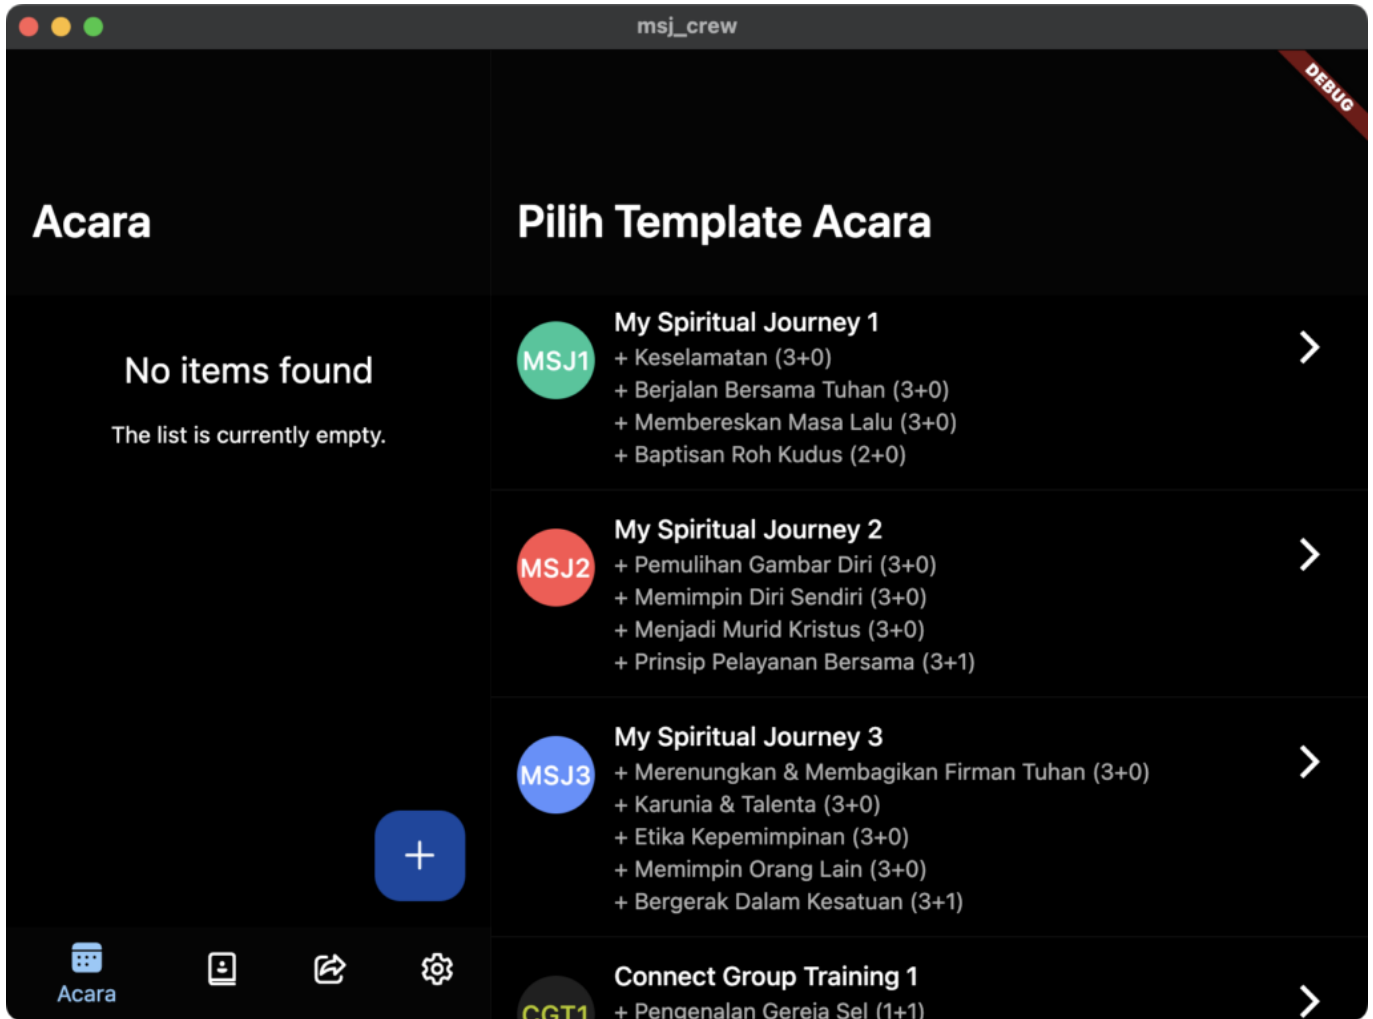 msj_crew
DEBUG
Acara
No items found
The list is currently empty.
Acara
Pilih Template Acara
MSJ1
My Spiritual Journey 1
+ Keselamatan (3+0)
+ Berjalan Bersama Tuhan (3+0)
+ Membereskan Masa Lalu (3+0)
+ Baptisan Roh Kudus (2+0)
MSJ2
My Spiritual Journey 2
+ Pemulihan Gambar Diri (3+0)
+ Memimpin Diri Sendiri (3+0)
+ Menjadi Murid Kristus (3+0)
+ Prinsip Pelayanan Bersama (3+1)
MSJ3
My Spiritual Journey 3
+ Merenungkan & Membagikan Firman Tuhan (3+0)
+ Karunia & Talenta (3+0)
+ Etika Kepemimpinan (3+0)
+ Memimpin Orang Lain (3+0)
+ Bergerak Dalam Kesatuan (3+1)
CGT1
Connect Group Training 1
+ Pengenalan Gereja Sel (1+1)